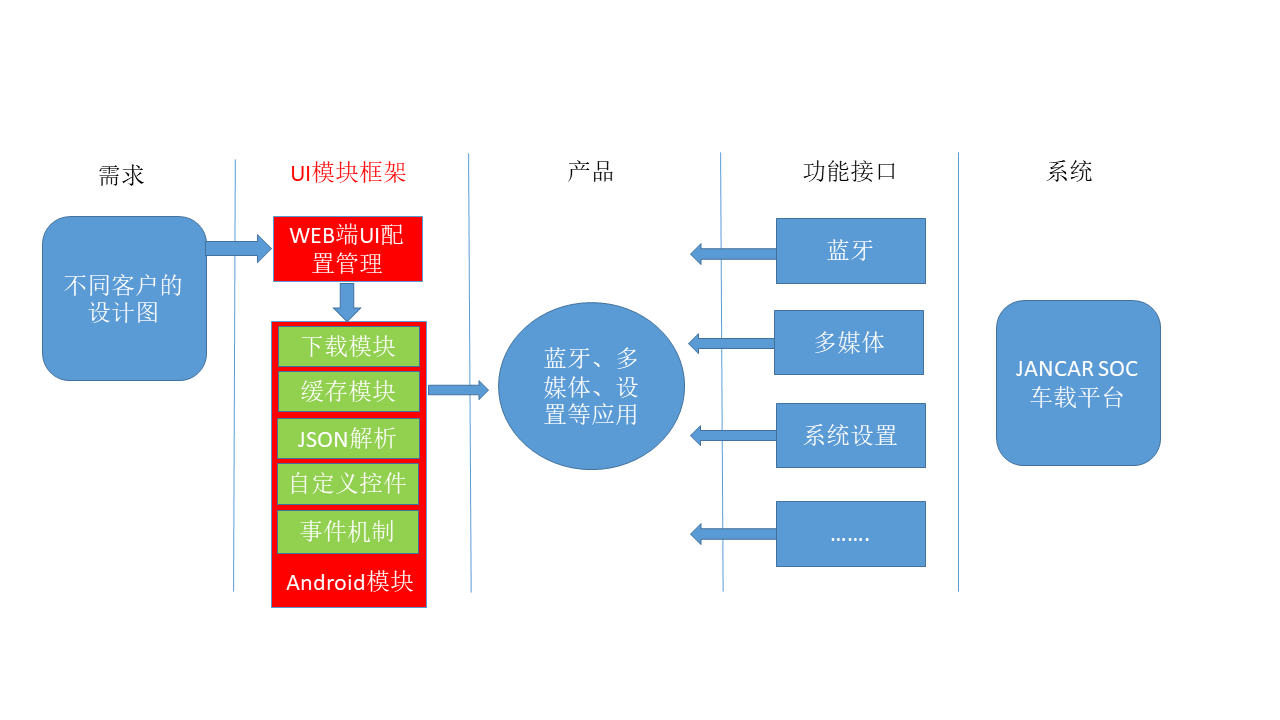 需求
UI模块框架
产品
功能接口
系统
不同客户的
设计图
WEB端UI配
置管理
下载模块
缓存模块
JSON解析
自定义控件
事件机制
Android模块
蓝牙、多
媒体、设
置等应用
蓝牙
多媒体
系统设置
…….
JANCAR SOC
车载平台